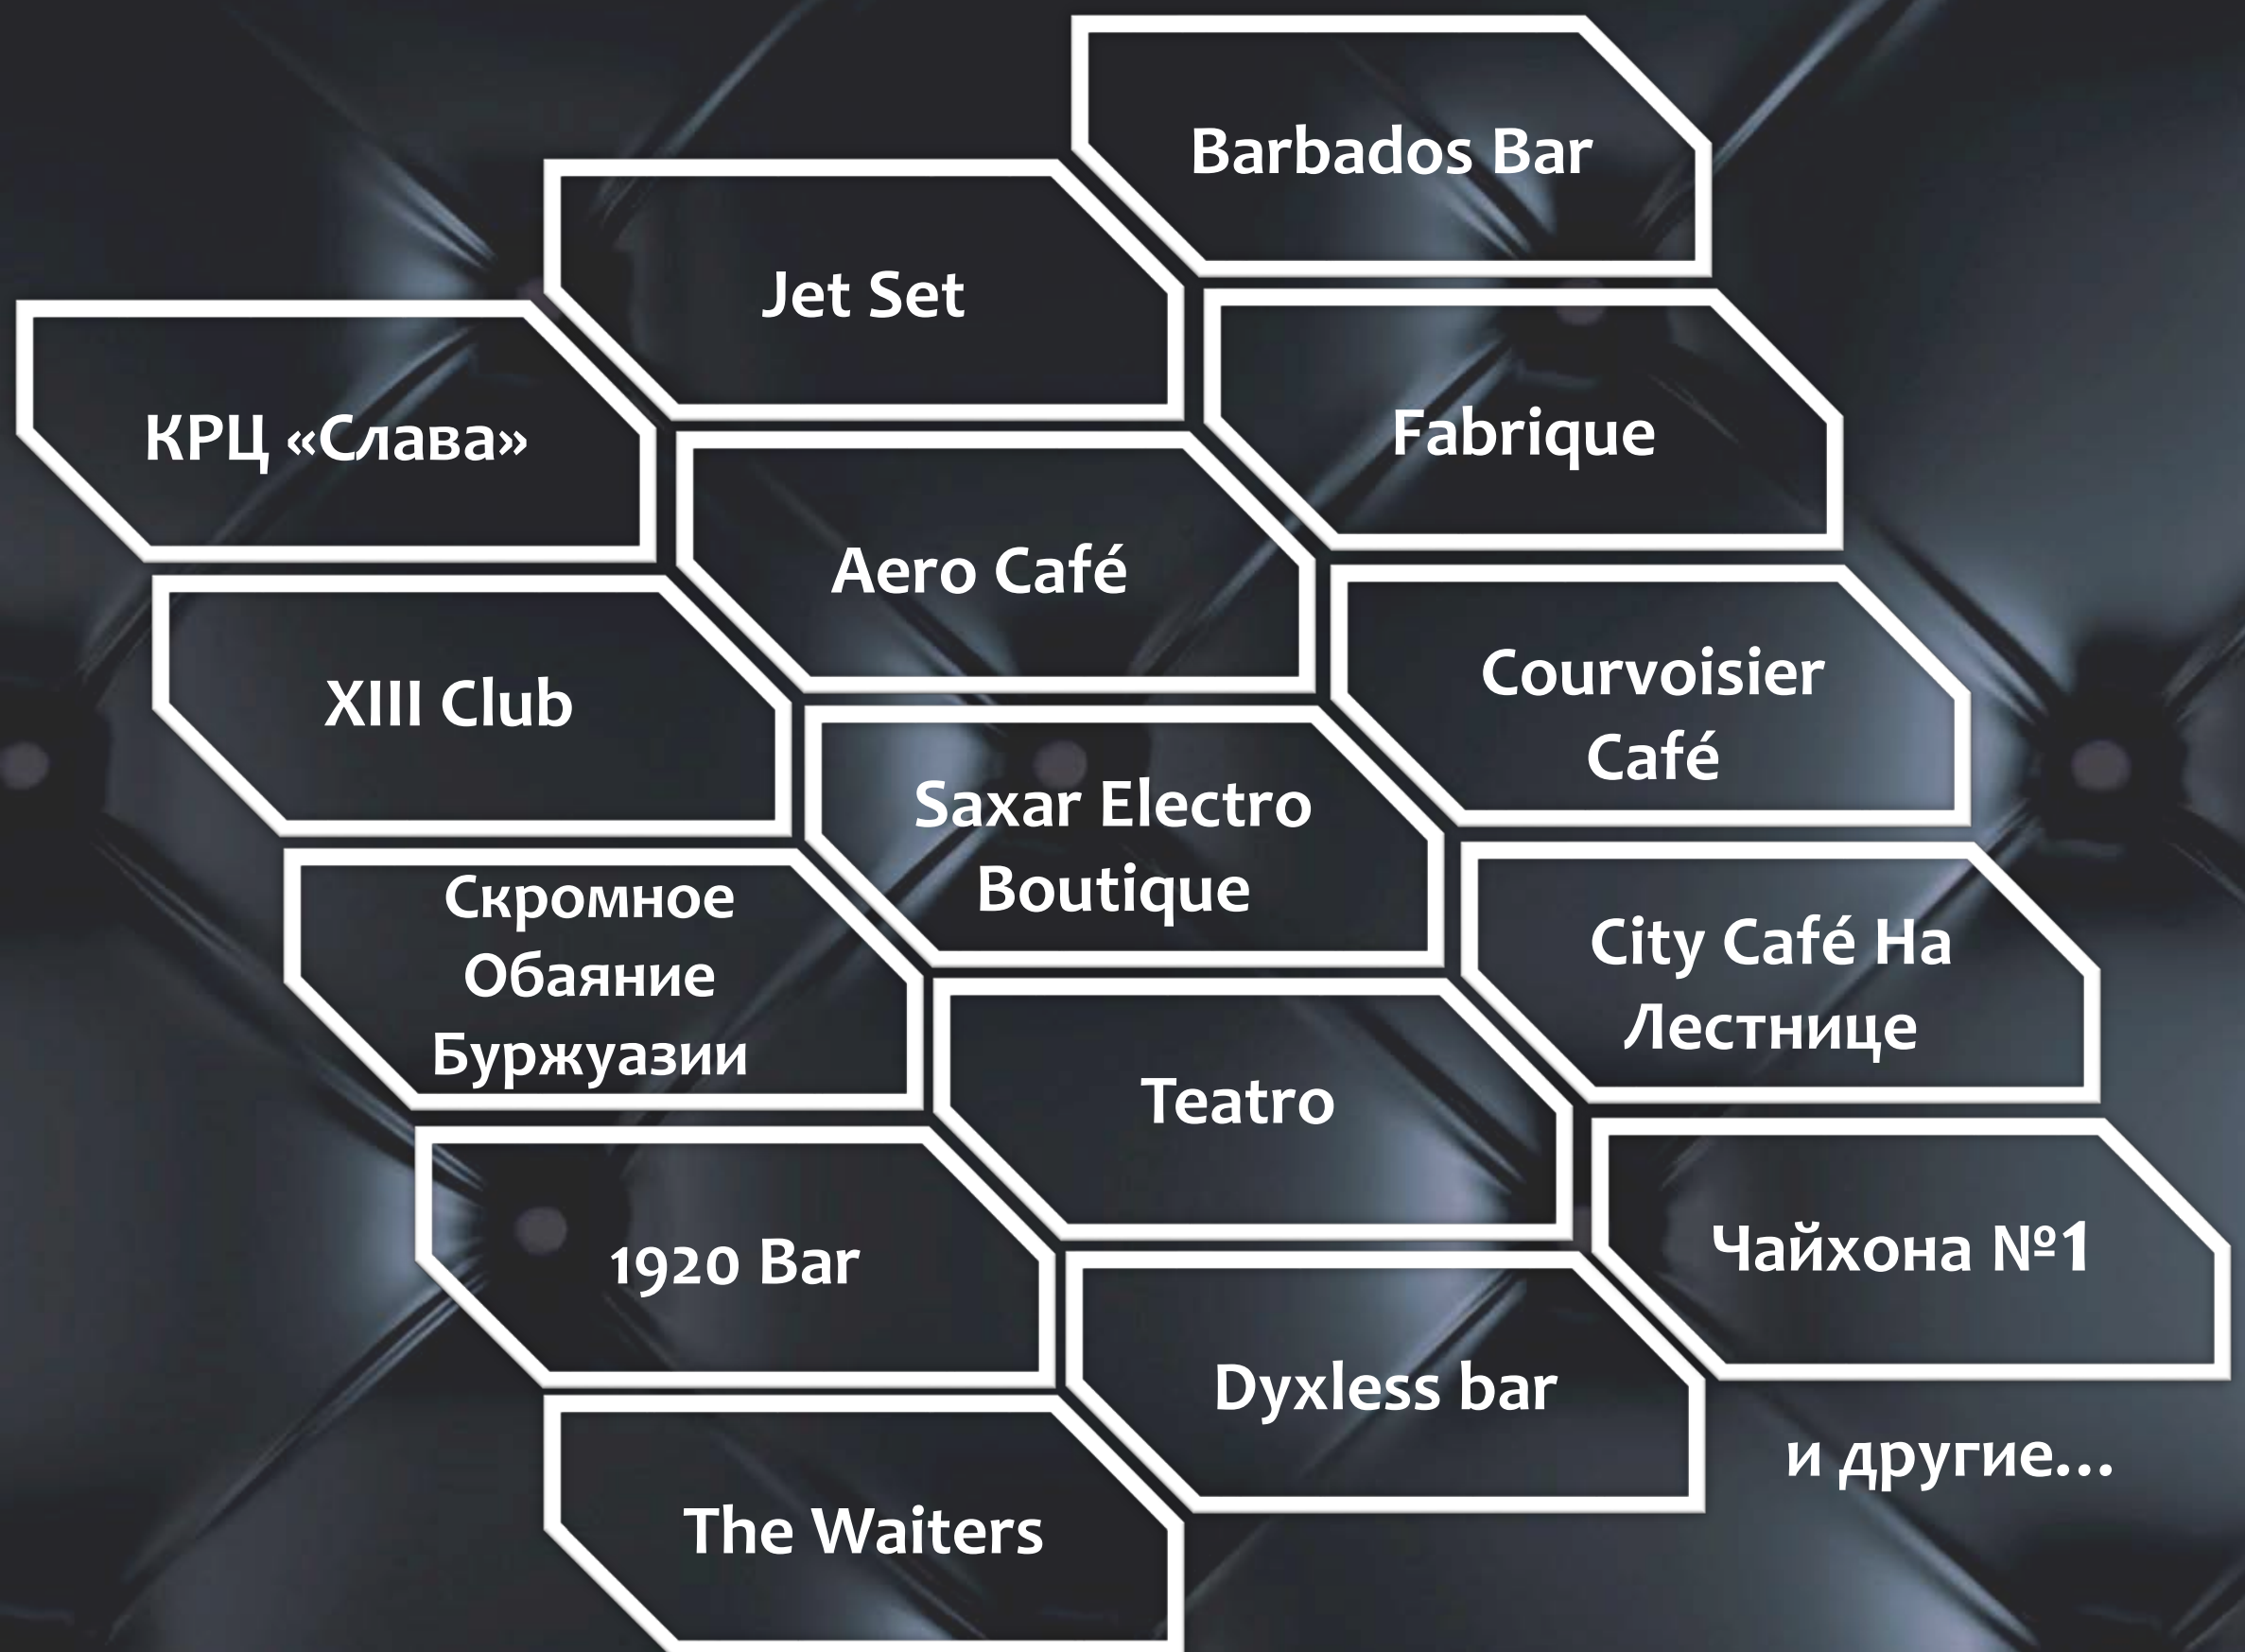 Barbados Bar
Jet Set
КРЦ «Слава»
Fabrique
Aero Café
XIII Club
Courvoisier
Café
Saxar Electro
Boutique
Скромное
Обаяние
Буржуазии
City Café На
Лестнице
Teatro
1920 Bar
Чайхона №1
Dyxless bar
и другие...
The Waiters